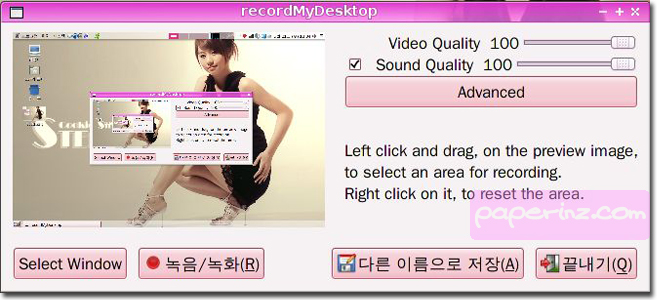 recordMyDesktop
Video Quality 100
Sound Quality 100
Advanced
Left click and drag, on the preview image,
to select an area for recording.
Right click on it, to reset the area.
paperinz.com
Select Window
녹음/녹화(R)
다른 이름으로 저장(A)
끝내기(Q)